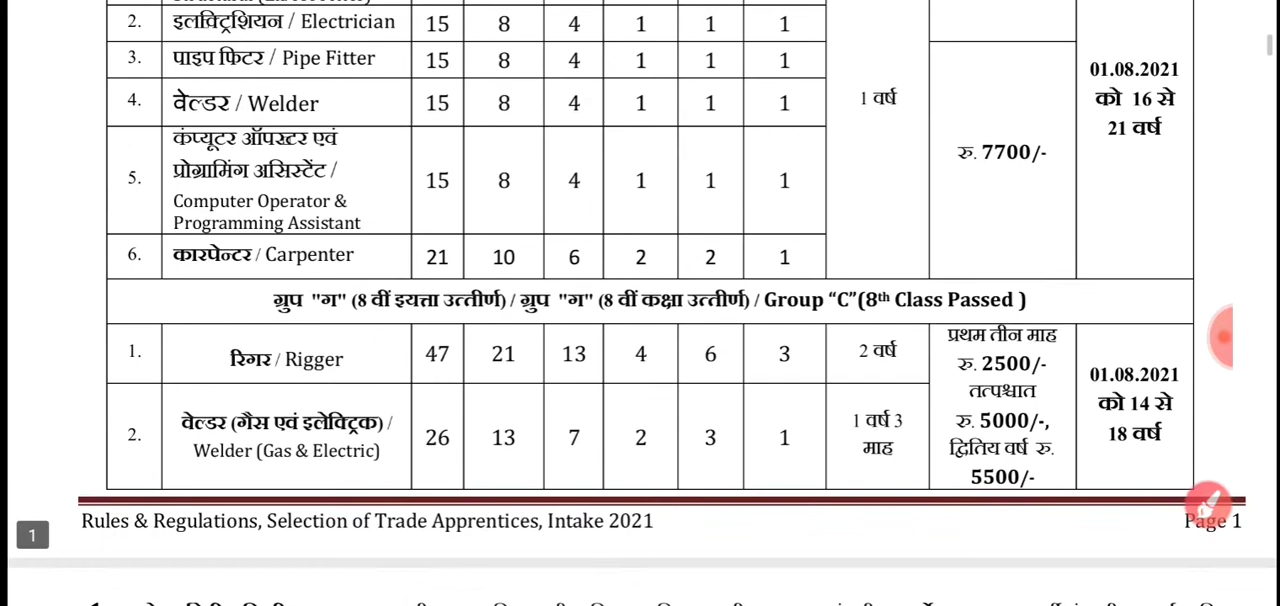 2. इलक्ट्रिशियन / Electrician 15 8 4 1 1 1
3. पाइप फिटर / Pipe Fitter 15 8 4 1 1 1
4. वेल्डर / Welder 15 8 4 1 1 1
1 वर्ष
01.08.2021
को 16 से
21 वर्ष
रु. 7700/-
5. कंप्यूटर ऑपरटर एवं
प्रोग्रामिंग असिस्टेंट /
Computer Operator &
Programming Assistant
15 8 4 1 1 1
6. कारपेन्टर / Carpenter 21 10 6 2 2 1
ग्रुप "ग" (8 वीं इयत्ता उत्तीर्ण) / ग्रुप "ग" (8 वीं कक्षा उत्तीर्ण) / Group “C”(8th Class Passed )
1. रिगर / Rigger 47 21 13 4 6 3 2 वर्ष
2. वेल्डर (गैस एवं इलेक्ट्रिक) /
Welder (Gas & Electric)
26 13 7 2 3 1
1 वर्ष 3
माह
प्रथम तीन माह
रु. 2500/-
तत्पश्चात
रु. 5000/-,
द्वितिय वर्ष रु.
5500/-
01.08.2021
को 14 से
18 वर्ष
Rules & Regulations, Selection of Trade Apprentices, Intake 2021
Page 1
1